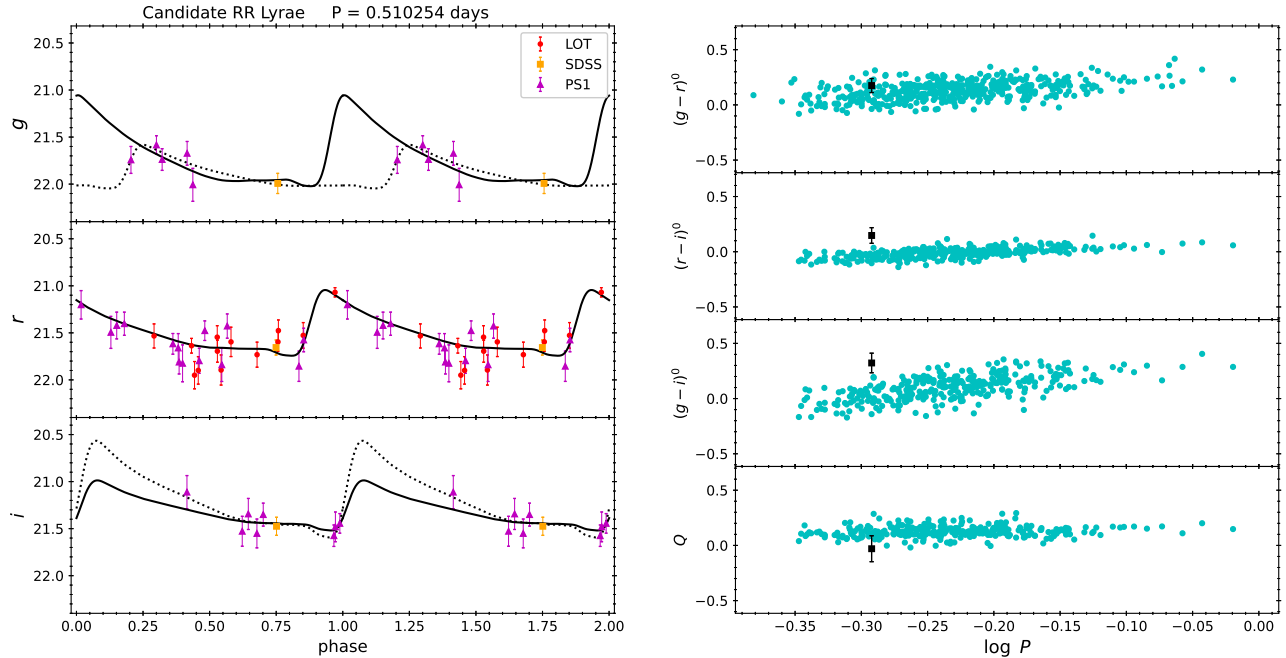 Candidate RR Lyrae P = 0.510254 days
LOT
SDSS
PS1
20.5
21.0
21.5
22.0
g
20.5
21.0
21.5
22.0
r
20.5
21.0
21.5
22.0
i
0.00 0.25 0.50 0.75 1.00 1.25 1.50 1.75 2.00
phase
0.5
0.0
−0.5
(g − r)⁰
0.5
0.0
−0.5
(r − i)⁰
0.5
0.0
−0.5
(g − i)⁰
0.5
0.0
−0.5
Q
−0.35 −0.30 −0.25 −0.20 −0.15 −0.10 −0.05 0.00
log P